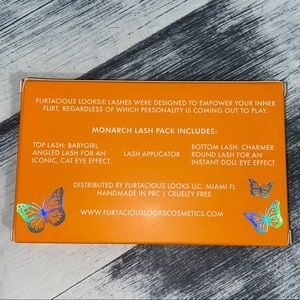 FLIRTACIOUS LOOKS® LASHES WERE DESIGNED TO EMPOWER YOUR INNER
FLIRT, REGARDLESS OF WHICH PERSONALITY IS COMING OUT TO PLAY.
MONARCH LASH PACK INCLUDES:
TOP LASH: BABYGIRL
ANGLED LASH FOR AN
ICONIC, CAT EYE EFFECT.
LASH APPLICATOR
BOTTOM LASH: CHARMER
ROUND LASH FOR AN
INSTANT DOLL EYE EFFECT.
DISTRIBUTED BY FLIRTACIOUS LOOKS LLC. MIAMI FL
HANDMADE IN PRC | CRUELTY FREE
WWW.FLIRTACIOUSLOOKSCOSMETICS.COM